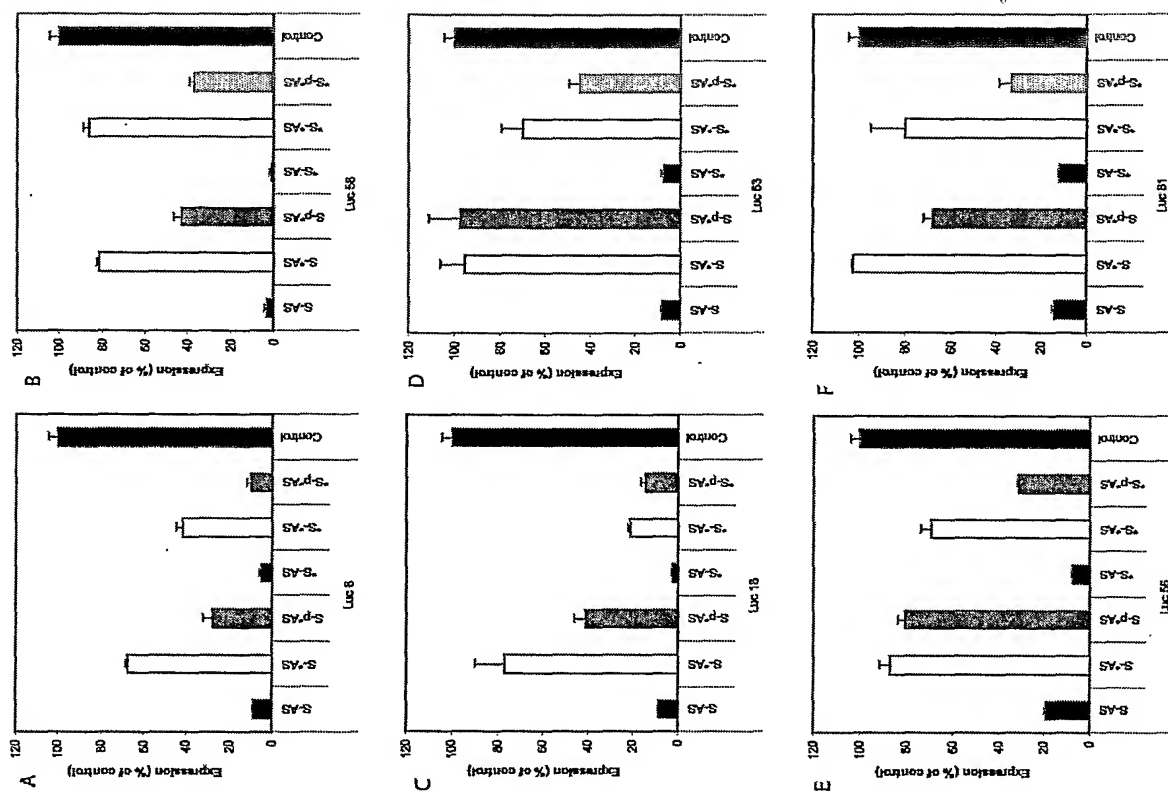 A
Expression (% of control)
120
100
80
60
40
20
0
S-AS
S-*AS
S-p*AS
*S-AS
*S-*AS
*S-p*AS
Control
Luc 8
B
Expression (% of control)
120
100
80
60
40
20
0
S-AS
S-*AS
S-p*AS
*S-AS
*S-*AS
*S-p*AS
Control
Luc 58
C
Expression (% of control)
120
100
80
60
40
20
0
S-AS
S-*AS
S-p*AS
*S-AS
*S-*AS
*S-p*AS
Control
Luc 18
D
Expression (% of control)
120
100
80
60
40
20
0
S-AS
S-*AS
S-p*AS
*S-AS
*S-*AS
*S-p*AS
Control
Luc 63
E
Expression (% of control)
120
100
80
60
40
20
0
S-AS
S-*AS
S-p*AS
*S-AS
*S-*AS
*S-p*AS
Control
Luc 56
F
Expression (% of control)
120
100
80
60
40
20
0
S-AS
S-*AS
S-p*AS
*S-AS
*S-*AS
*S-p*AS
Control
Luc 81